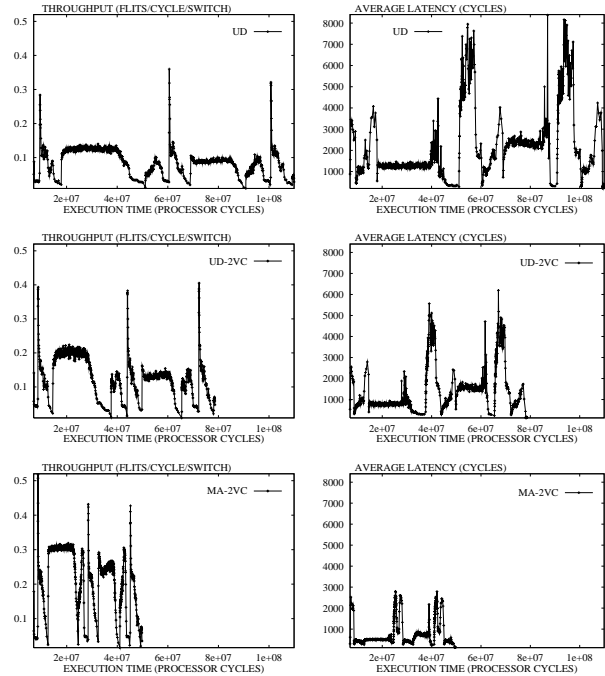 THROUGHPUT (FLITS/CYCLE/SWITCH)
0.5
0.4
0.3
0.2
0.1
UD
2e+07 4e+07 6e+07 8e+07 1e+08
EXECUTION TIME (PROCESSOR CYCLES)
AVERAGE LATENCY (CYCLES)
8000
7000
6000
5000
4000
3000
2000
1000
UD
2e+07 4e+07 6e+07 8e+07 1e+08
EXECUTION TIME (PROCESSOR CYCLES)
THROUGHPUT (FLITS/CYCLE/SWITCH)
0.5
0.4
0.3
0.2
0.1
UD-2VC
2e+07 4e+07 6e+07 8e+07 1e+08
EXECUTION TIME (PROCESSOR CYCLES)
AVERAGE LATENCY (CYCLES)
8000
7000
6000
5000
4000
3000
2000
1000
UD-2VC
2e+07 4e+07 6e+07 8e+07 1e+08
EXECUTION TIME (PROCESSOR CYCLES)
THROUGHPUT (FLITS/CYCLE/SWITCH)
0.5
0.4
0.3
0.2
0.1
MA-2VC
2e+07 4e+07 6e+07 8e+07 1e+08
EXECUTION TIME (PROCESSOR CYCLES)
AVERAGE LATENCY (CYCLES)
8000
7000
6000
5000
4000
3000
2000
1000
MA-2VC
2e+07 4e+07 6e+07 8e+07 1e+08
EXECUTION TIME (PROCESSOR CYCLES)